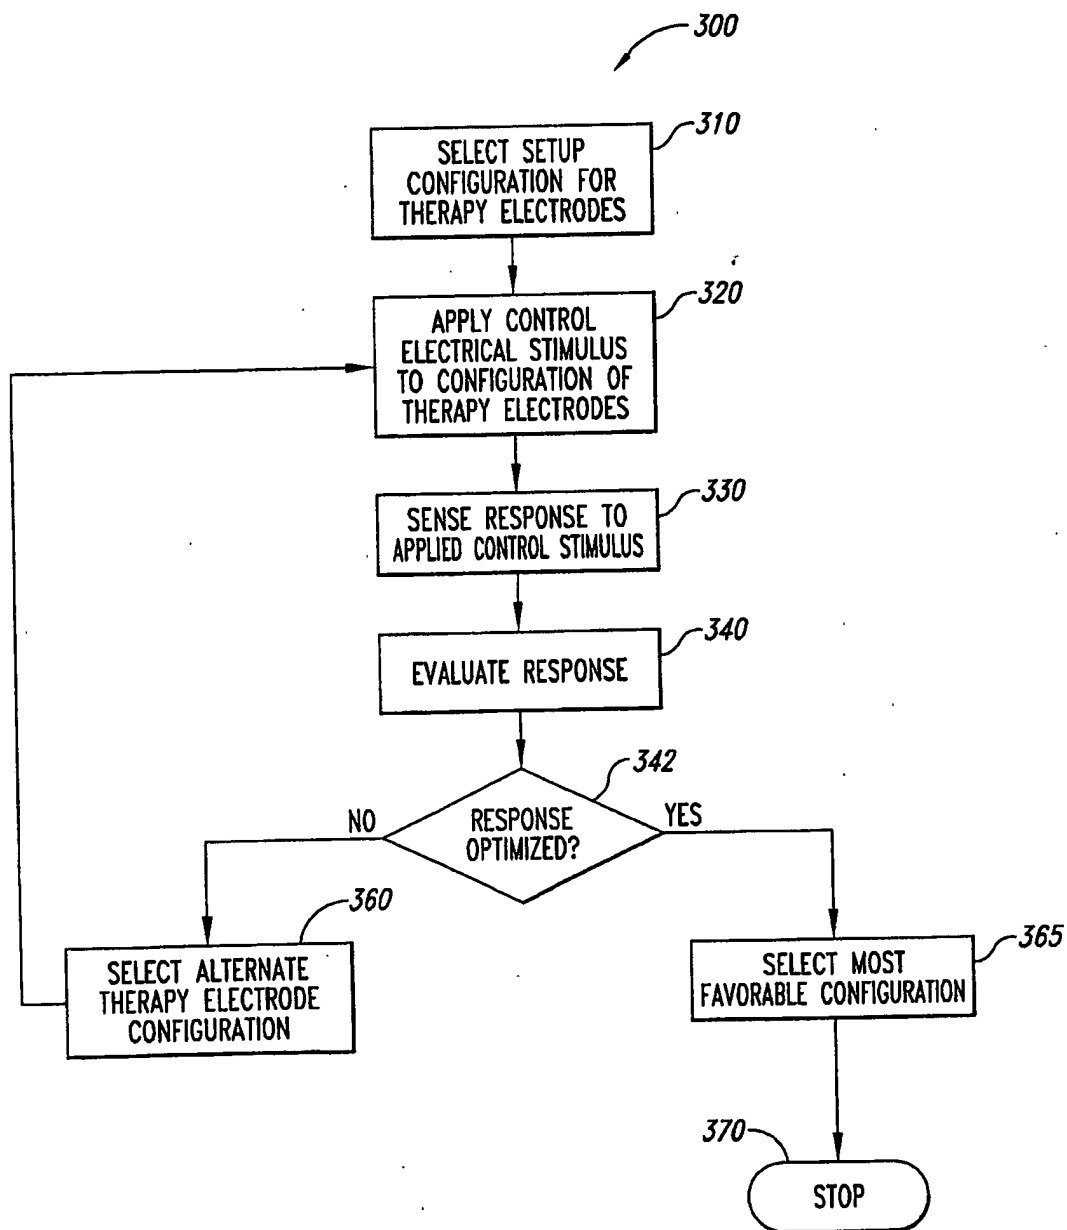 300
310
SELECT SETUP
CONFIGURATION FOR
THERAPY ELECTRODES
320
APPLY CONTROL
ELECTRICAL STIMULUS
TO CONFIGURATION OF
THERAPY ELECTRODES
330
SENSE RESPONSE TO
APPLIED CONTROL STIMULUS
340
EVALUATE RESPONSE
342
NO
RESPONSE
OPTIMIZED?
YES
360
SELECT ALTERNATE
THERAPY ELECTRODE
CONFIGURATION
365
SELECT MOST
FAVORABLE CONFIGURATION
370
STOP